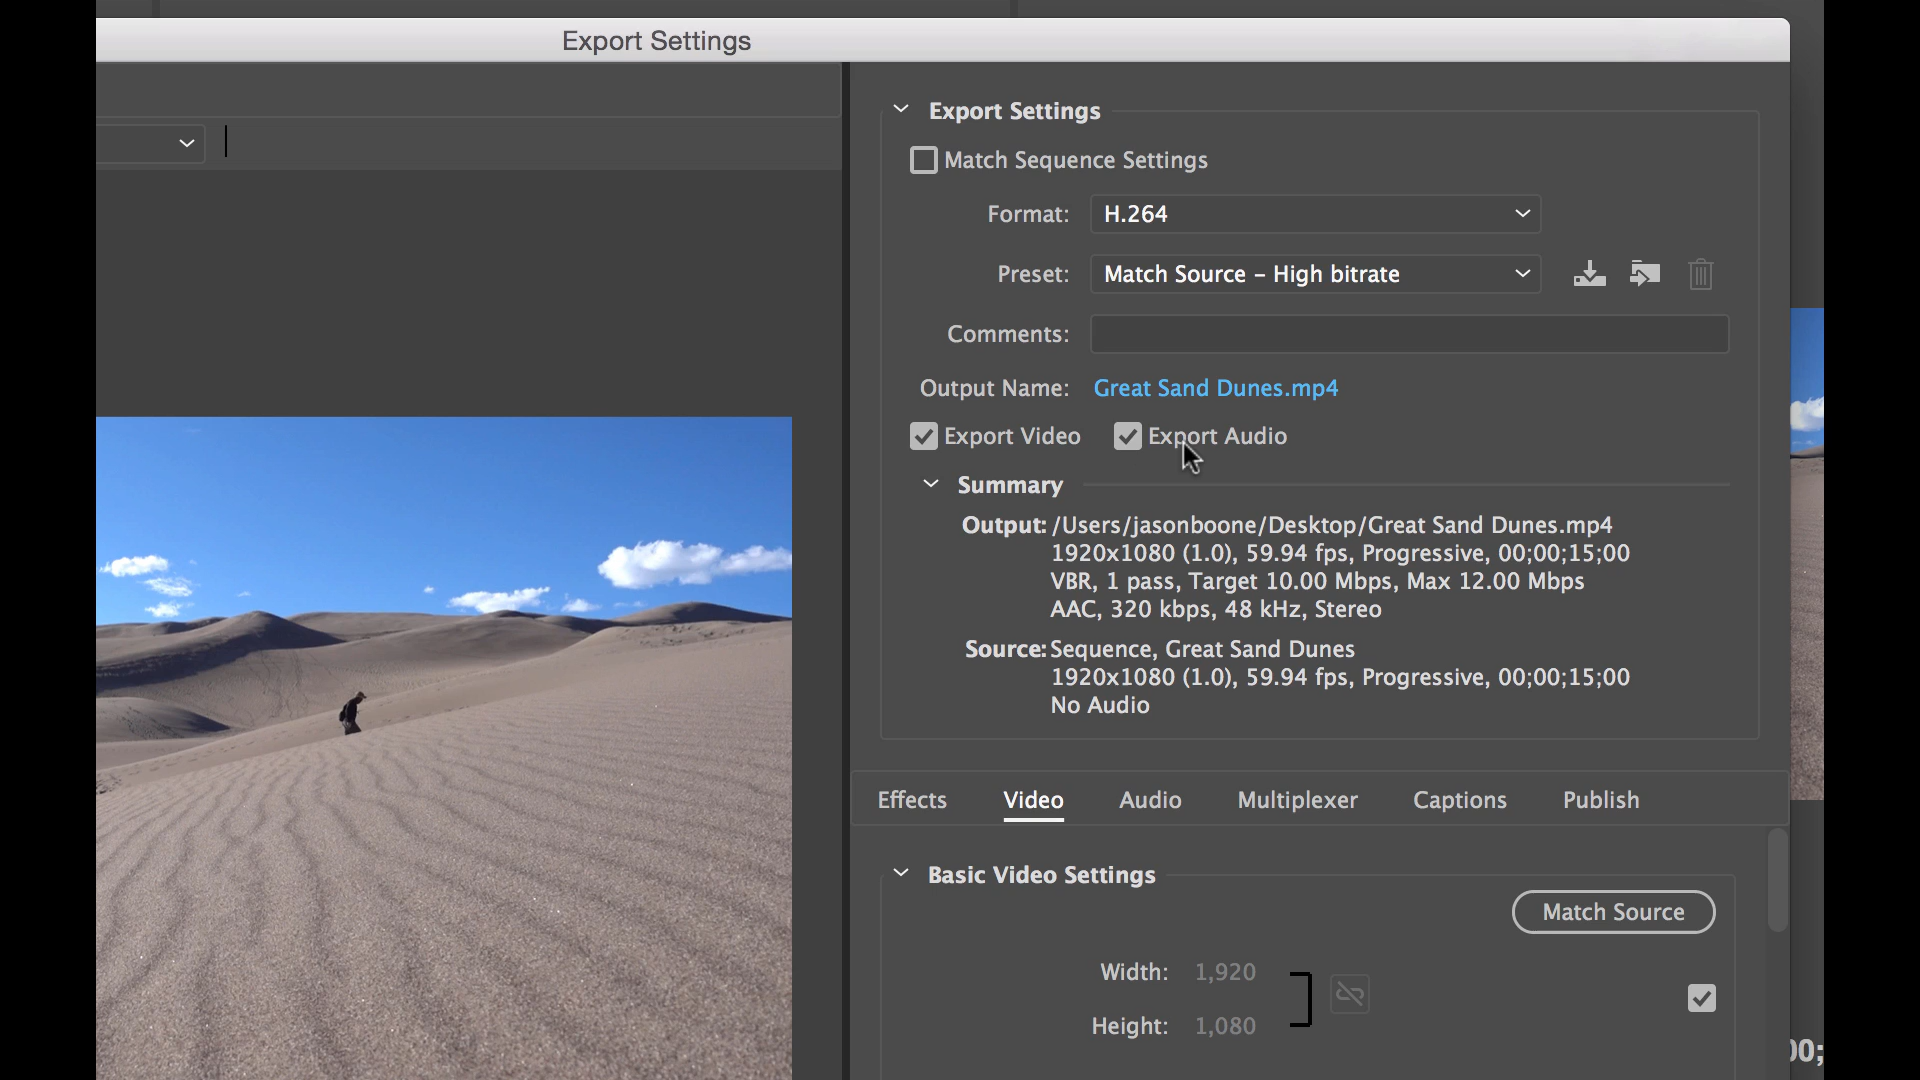 Export Settings
Export Settings
Match Sequence Settings
Format: H.264
Preset: Match Source – High bitrate
Comments:
Output Name: Great Sand Dunes.mp4
Export Video Export Audio
Summary
Output: /Users/jasonboone/Desktop/Great Sand Dunes.mp4
1920x1080 (1.0), 59.94 fps, Progressive, 00;00;15;00
VBR, 1 pass, Target 10.00 Mbps, Max 12.00 Mbps
AAC, 320 kbps, 48 kHz, Stereo
Source: Sequence, Great Sand Dunes
1920x1080 (1.0), 59.94 fps, Progressive, 00;00;15;00
No Audio
Effects Video Audio Multiplexer Captions Publish
Basic Video Settings
Match Source
Width: 1,920
Height: 1,080
00;